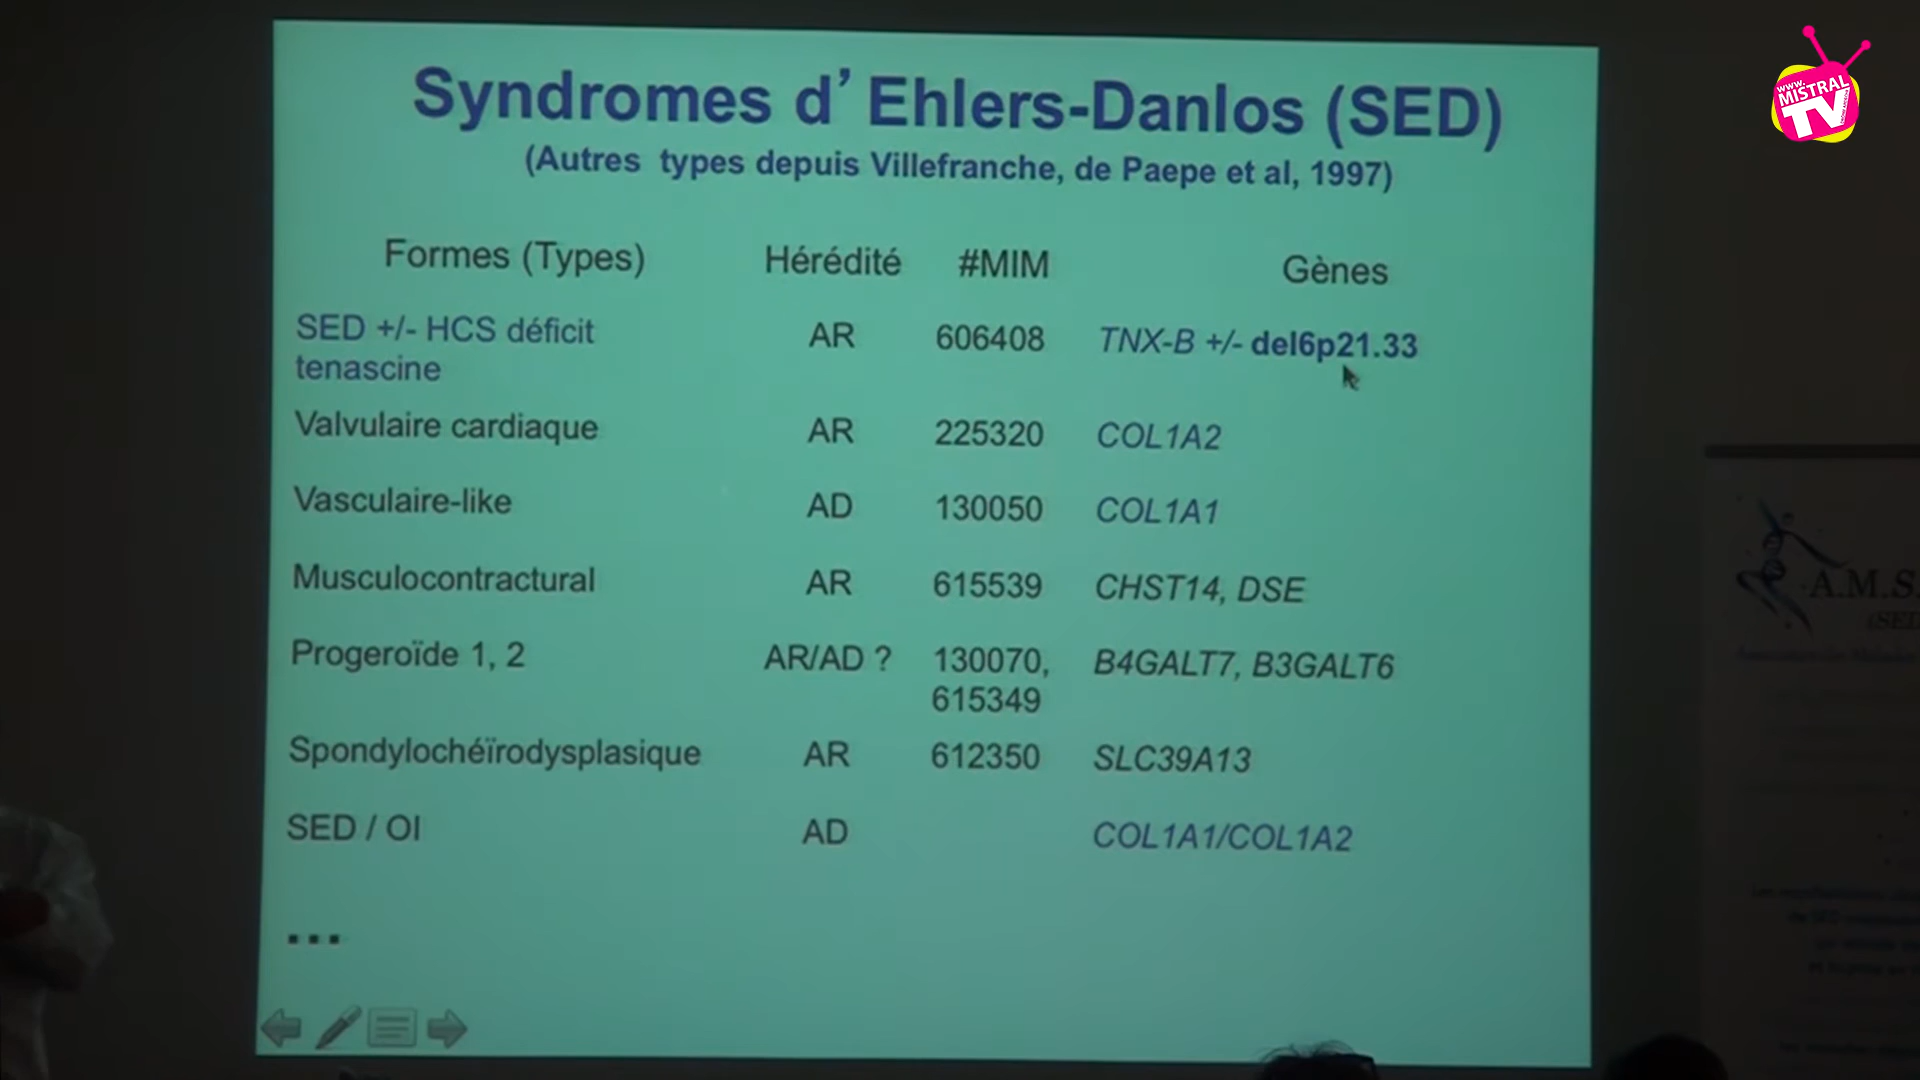 www.
MISTRAL
TV
Syndromes d’ Ehlers-Danlos (SED)
(Autres types depuis Villefranche, de Paepe et al, 1997)
Formes (Types) Hérédité #MIM Gènes
SED +/- HCS déficit tenascine AR 606408 TNX-B +/- del6p21.33
Valvulaire cardiaque AR 225320 COL1A2
Vasculaire-like AD 130050 COL1A1
Musculocontractural AR 615539 CHST14, DSE
Progeroïde 1, 2 AR/AD ? 130070, 615349 B4GALT7, B3GALT6
Spondylochéïrodysplasique AR 612350 SLC39A13
SED / OI AD COL1A1/COL1A2
...
A.M.S.
(SED